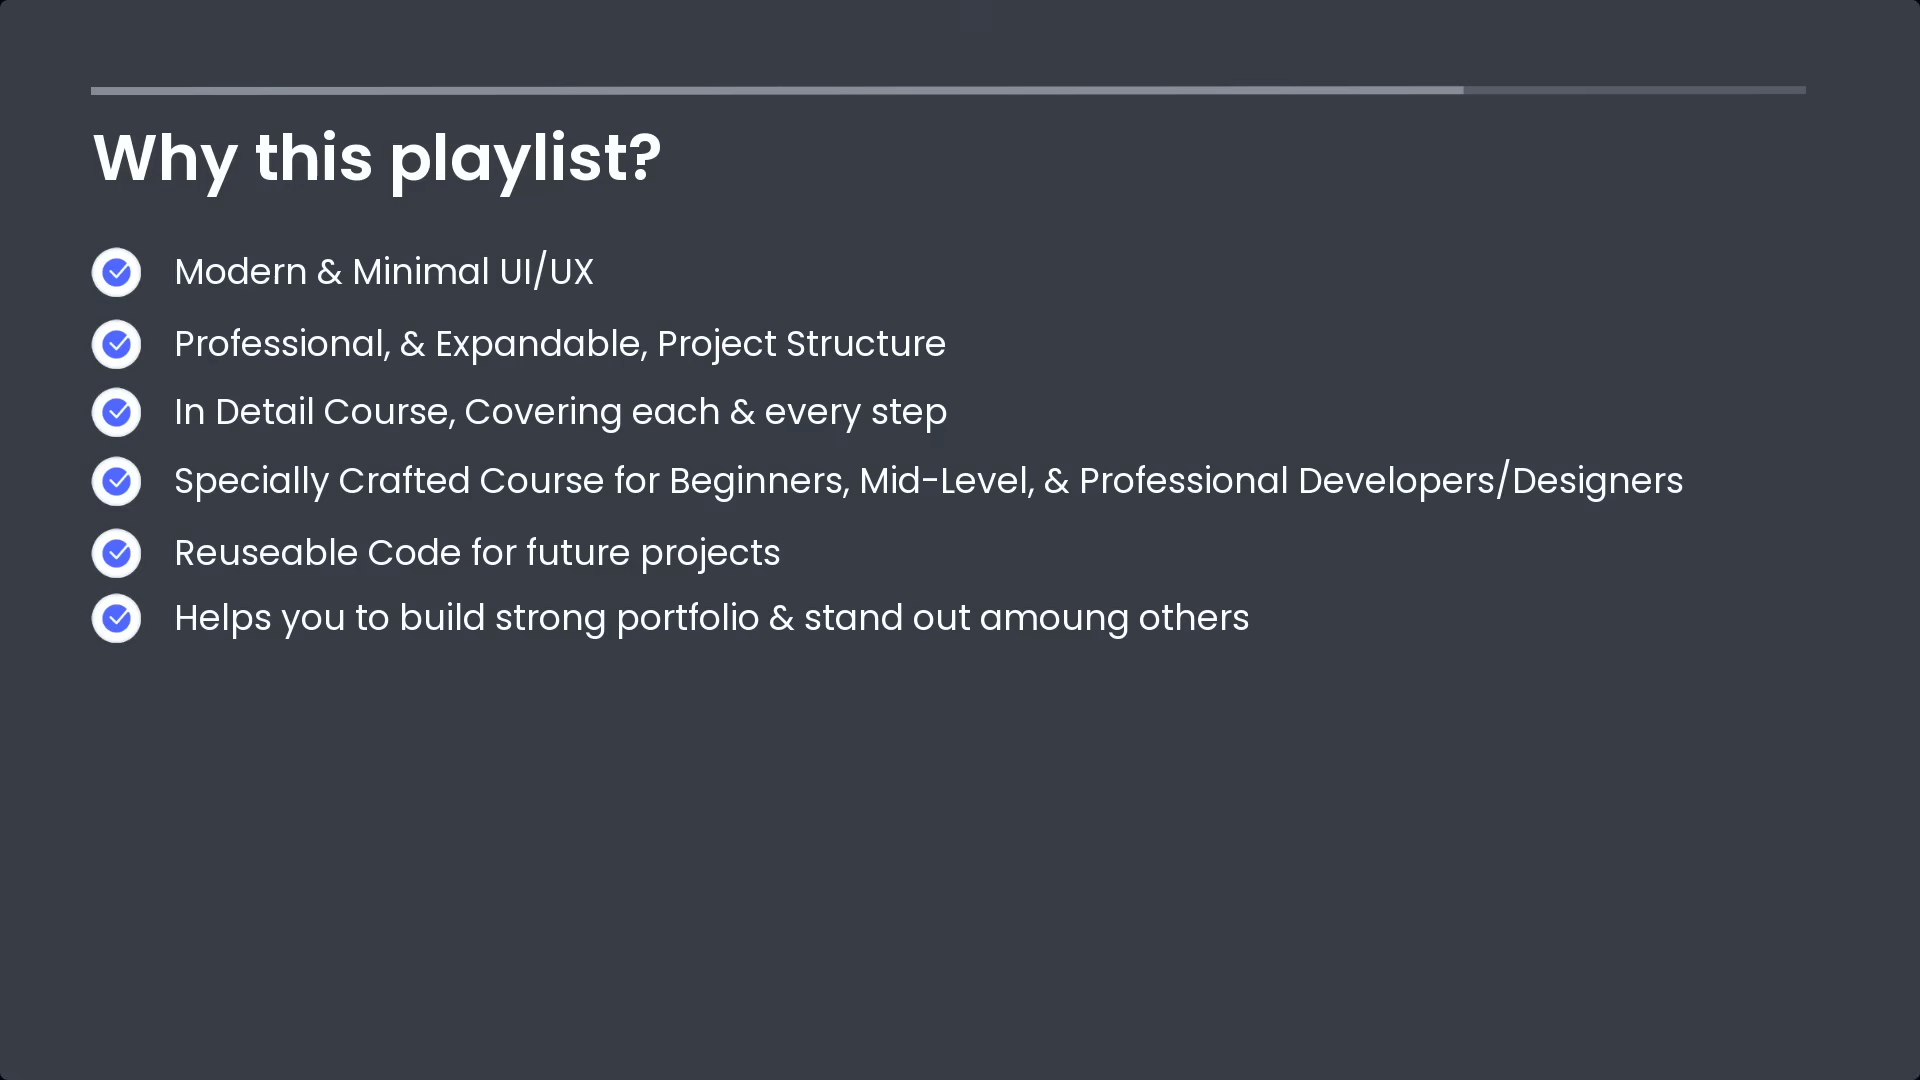 Why this playlist?
Modern & Minimal UI/UX
Professional, & Expandable, Project Structure
In Detail Course, Covering each & every step
Specially Crafted Course for Beginners, Mid-Level, & Professional Developers/Designers
Reuseable Code for future projects
Helps you to build strong portfolio & stand out amoung others